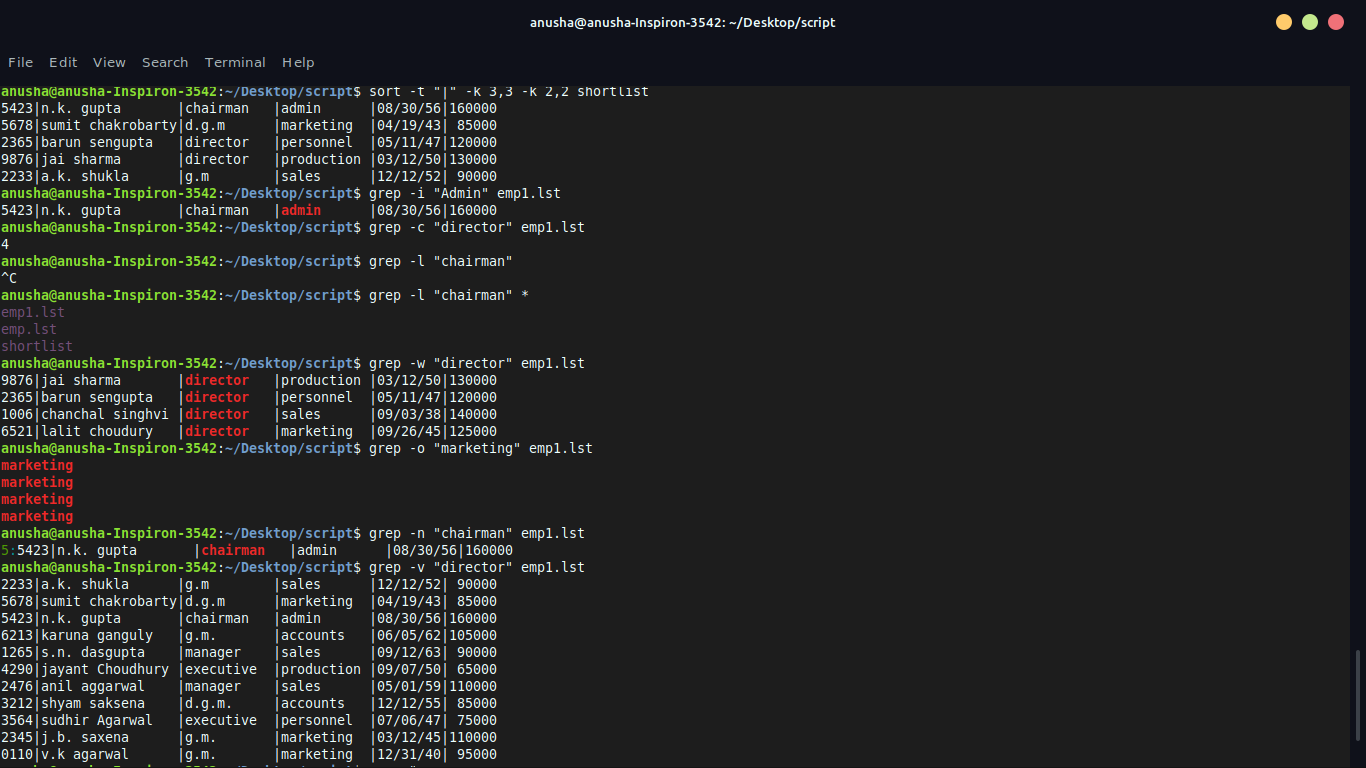 anusha@anusha-Inspiron-3542: ~/Desktop/script
File Edit View Search Terminal Help
anusha@anusha-Inspiron-3542:~/Desktop/script$ sort -t "|" -k 3,3 -k 2,2 shortlist
5423|n.k. gupta       |chairman   |admin      |08/30/56|160000
5678|sumit chakrobarty|d.g.m      |marketing  |04/19/43| 85000
2365|barun sengupta   |director   |personnel  |05/11/47|120000
9876|jai sharma       |director   |production |03/12/50|130000
2233|a.k. shukla      |g.m        |sales      |12/12/52| 90000
anusha@anusha-Inspiron-3542:~/Desktop/script$ grep -i "Admin" emp1.lst
5423|n.k. gupta       |chairman   |admin      |08/30/56|160000
anusha@anusha-Inspiron-3542:~/Desktop/script$ grep -c "director" emp1.lst
4
anusha@anusha-Inspiron-3542:~/Desktop/script$ grep -l "chairman"
^C
anusha@anusha-Inspiron-3542:~/Desktop/script$ grep -l "chairman" *
emp1.lst
emp.lst
shortlist
anusha@anusha-Inspiron-3542:~/Desktop/script$ grep -w "director" emp1.lst
9876|jai sharma       |director   |production |03/12/50|130000
2365|barun sengupta   |director   |personnel  |05/11/47|120000
1006|chanchal singhvi |director   |sales      |09/03/38|140000
6521|lalit choudury   |director   |marketing  |09/26/45|125000
anusha@anusha-Inspiron-3542:~/Desktop/script$ grep -o "marketing" emp1.lst
marketing
marketing
marketing
marketing
anusha@anusha-Inspiron-3542:~/Desktop/script$ grep -n "chairman" emp1.lst
5:5423|n.k. gupta       |chairman   |admin      |08/30/56|160000
anusha@anusha-Inspiron-3542:~/Desktop/script$ grep -v "director" emp1.lst
2233|a.k. shukla      |g.m        |sales      |12/12/52| 90000
5678|sumit chakrobarty|d.g.m      |marketing  |04/19/43| 85000
5423|n.k. gupta       |chairman   |admin      |08/30/56|160000
6213|karuna ganguly   |g.m.       |accounts   |06/05/62|105000
1265|s.n. dasgupta    |manager    |sales      |09/12/63| 90000
4290|jayant Choudhury |executive  |production |09/07/50| 65000
2476|anil aggarwal    |manager    |sales      |05/01/59|110000
3212|shyam saksena    |d.g.m.     |accounts   |12/12/55| 85000
3564|sudhir Agarwal   |executive  |personnel  |07/06/47| 75000
2345|j.b. saxena      |g.m.       |marketing  |03/12/45|110000
0110|v.k agarwal      |g.m.       |marketing  |12/31/40| 95000